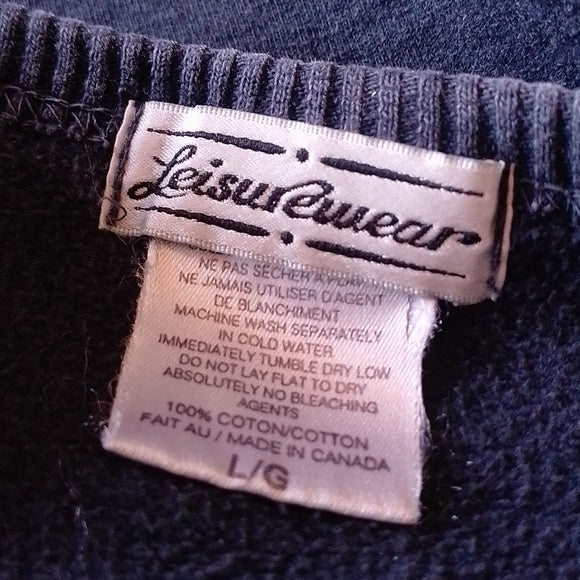 Leisurewear
NE PAS SÉCHER À PLAT
NE JAMAIS UTILISER D'AGENT
DE BLANCHIMENT
MACHINE WASH SEPARATELY
IN COLD WATER
IMMEDIATELY TUMBLE DRY LOW
DO NOT LAY FLAT TO DRY
ABSOLUTELY NO BLEACHING
AGENTS
100% COTON/COTTON
FAIT AU / MADE IN CANADA
L/G